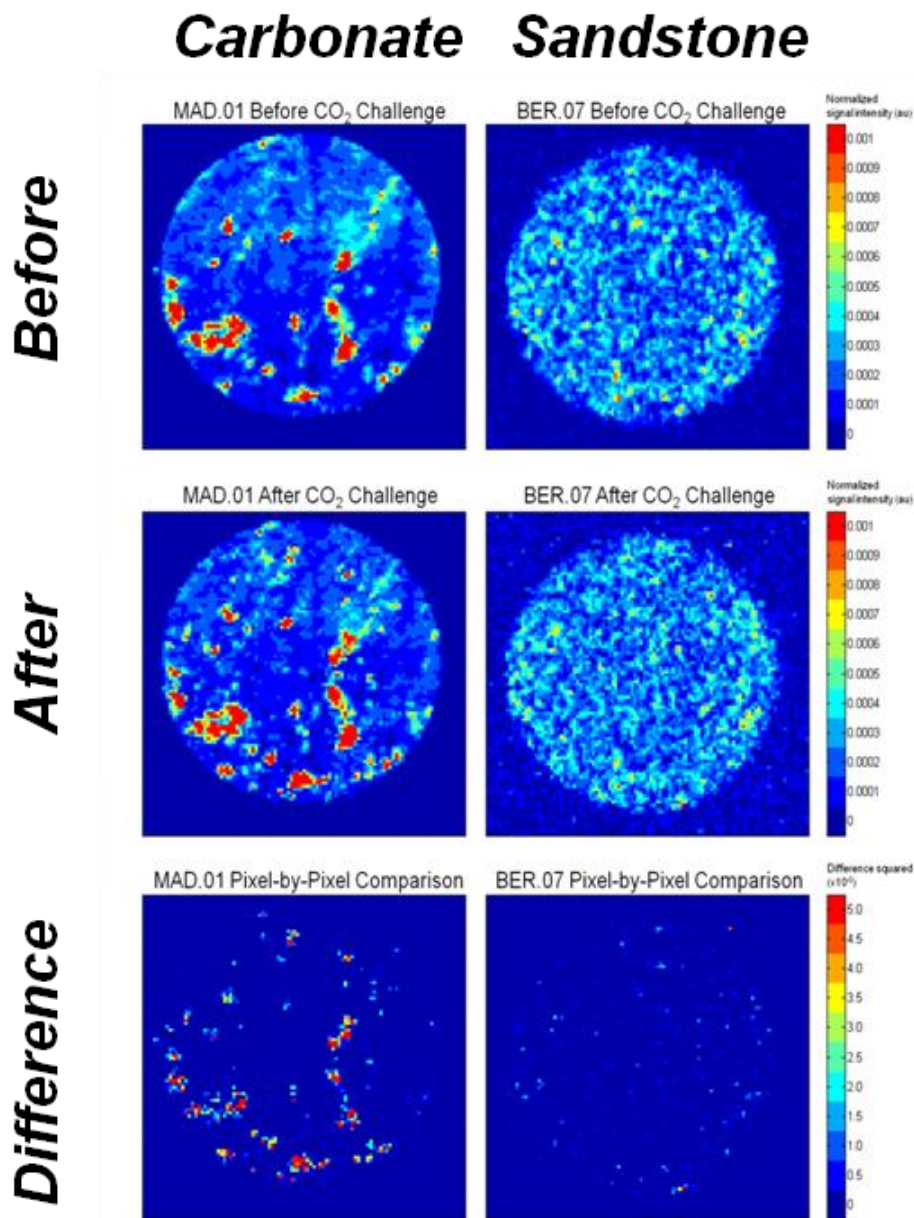 Carbonate Sandstone
Before
MAD.01 Before CO₂ Challenge
BER.07 Before CO₂ Challenge
Normalized
signal intensity (au)
0.001
0.0009
0.0008
0.0007
0.0006
0.0005
0.0004
0.0003
0.0002
0.0001
0
After
MAD.01 After CO₂ Challenge
BER.07 After CO₂ Challenge
Normalized
signal intensity (au)
0.001
0.0009
0.0008
0.0007
0.0006
0.0005
0.0004
0.0003
0.0002
0.0001
0
Difference
MAD.01 Pixel-by-Pixel Comparison
BER.07 Pixel-by-Pixel Comparison
Difference squared
5.0
4.5
4.0
3.5
3.0
2.5
2.0
1.5
1.0
0.5
0